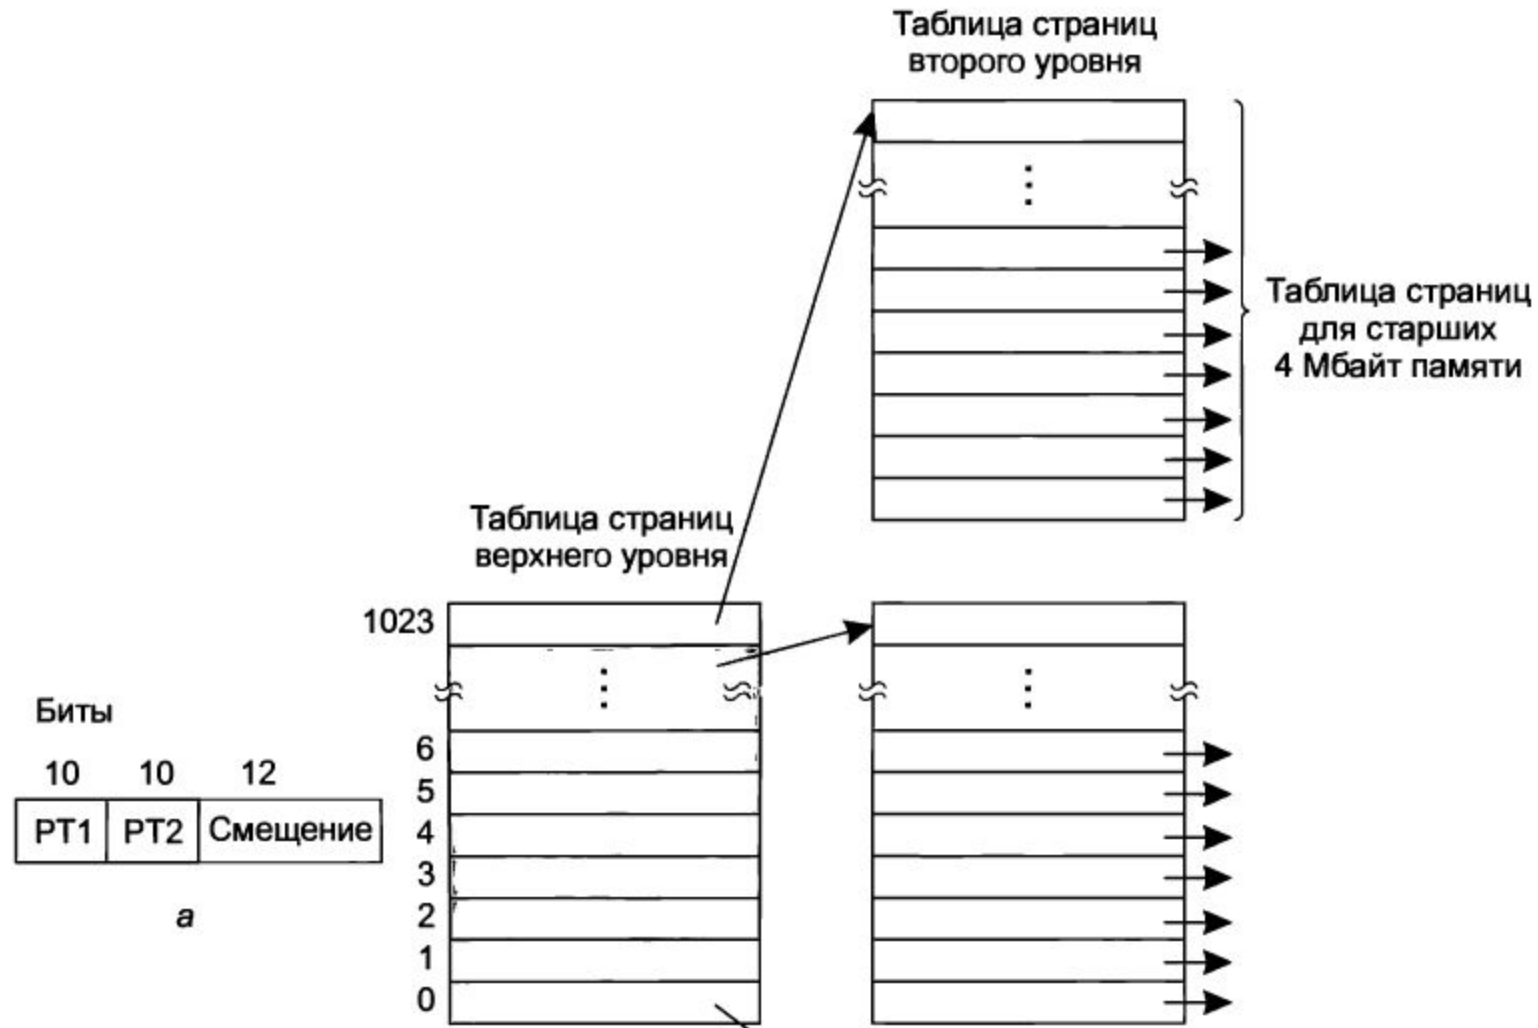 Таблица страниц
второго уровня
Таблица страниц
для старших
4 Мбайт памяти
Таблица страниц
верхнего уровня
1023
6
5
4
3
2
1
0
Биты
10 10 12
PT1 PT2 Смещение
а